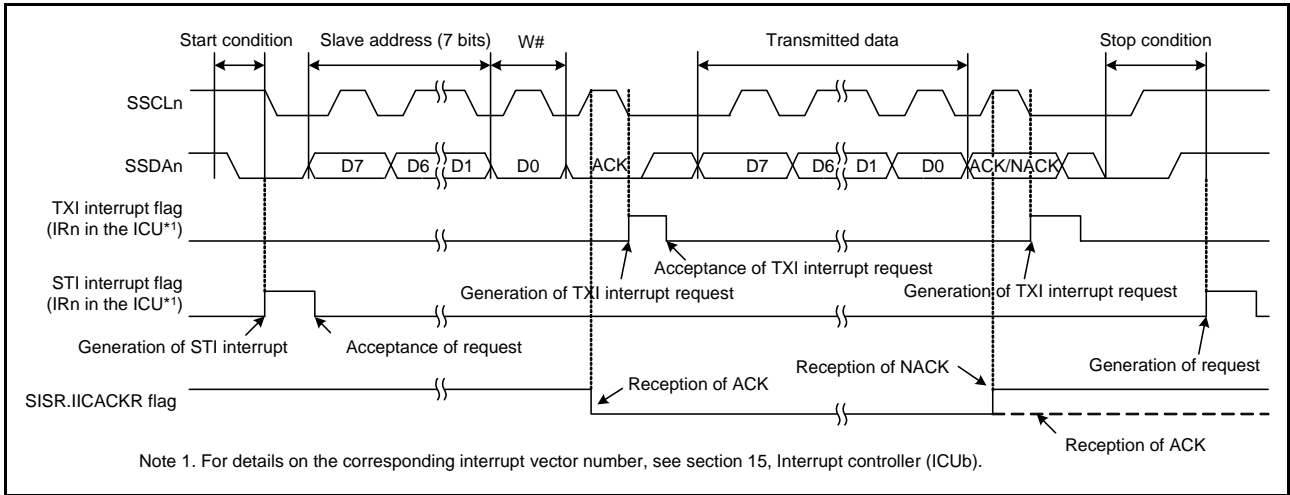 Start condition Slave address (7 bits) W# Transmitted data Stop condition
SSCLn
SSDAn D7 D6 D1 D0 ACK D7 D6 D1 D0 ACK/NACK
TXI interrupt flag
(IRn in the ICU*1)
Acceptance of TXI interrupt request
Generation of TXI interrupt request Generation of TXI interrupt request
STI interrupt flag
(IRn in the ICU*1)
Generation of STI interrupt Acceptance of request Generation of request
SISR.IICACKR flag Reception of ACK Reception of NACK
Reception of ACK
Note 1. For details on the corresponding interrupt vector number, see section 15, Interrupt controller (ICUb).